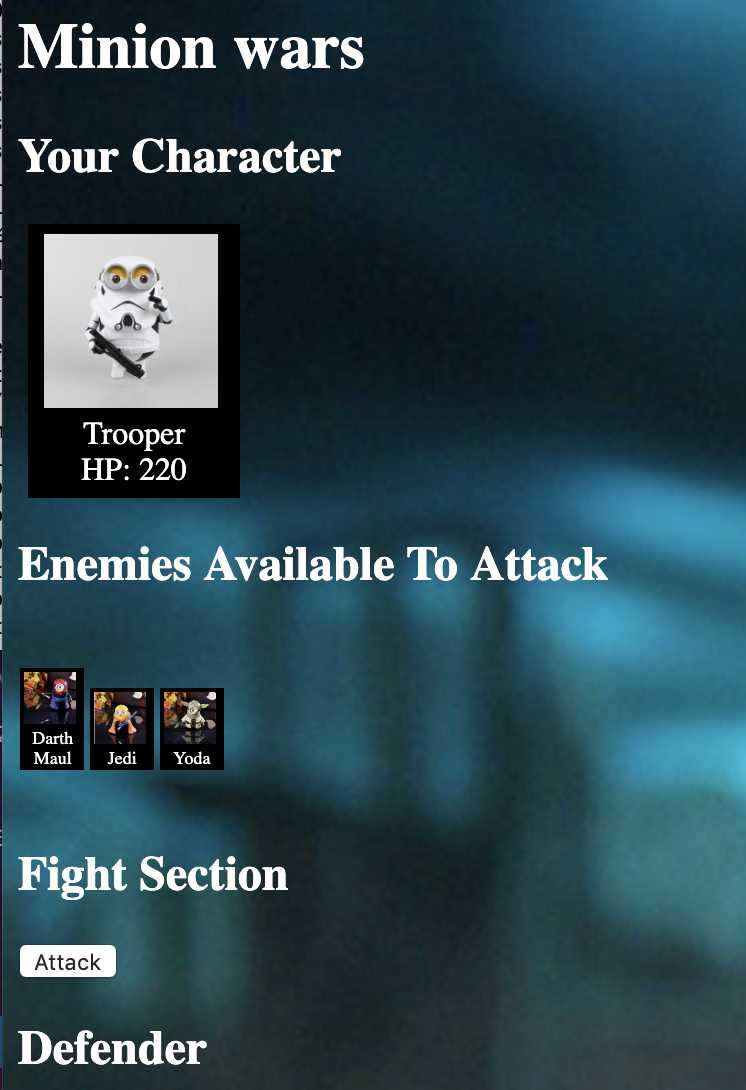 Minion wars
Your Character
Trooper
HP: 220
Enemies Available To Attack
Darth
Maul
Jedi
Yoda
Fight Section
Attack
Defender